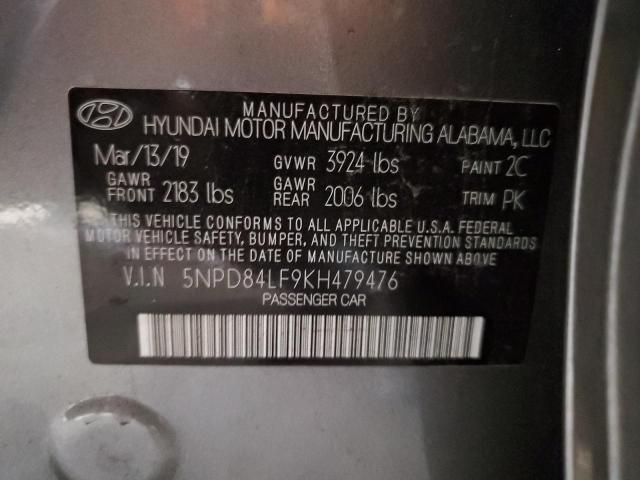 MANUFACTURED BY
HYUNDAI MOTOR MANUFACTURING ALABAMA, LLC
Mar/13/19 GVWR 3924 lbs PAINT 2C
GAWR FRONT 2183 lbs GAWR REAR 2006 lbs TRIM PK
THIS VEHICLE CONFORMS TO ALL APPLICABLE U.S.A. FEDERAL
MOTOR VEHICLE SAFETY, BUMPER, AND THEFT PREVENTION STANDARDS
IN EFFECT ON THE DATE OF MANUFACTURE SHOWN ABOVE.
V.I.N 5NPD84LF9KH479476
PASSENGER CAR